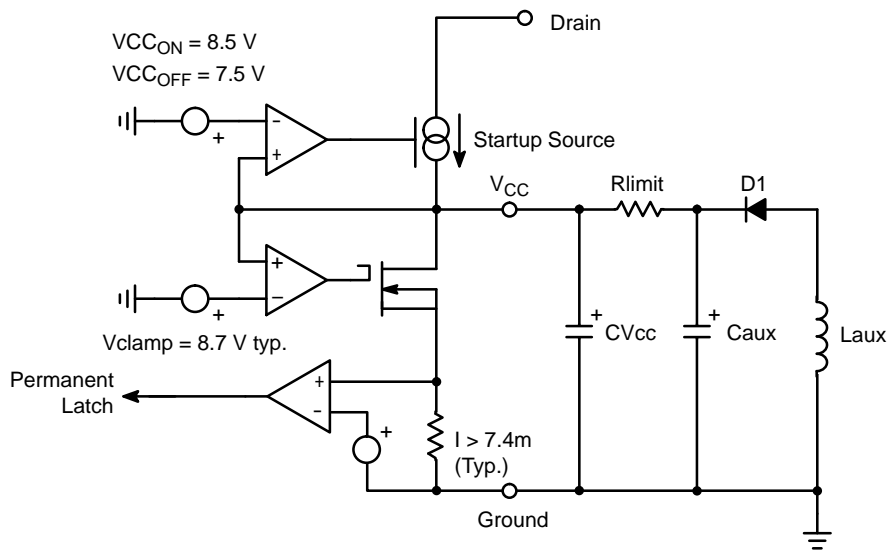 Drain
VCC_ON = 8.5 V
VCC_OFF = 7.5 V
-
+
+
Startup Source
V_CC
Rlimit
D1
+
-
+
Vclamp = 8.7 V typ.
+
CVcc
+
Caux
Laux
Permanent
Latch
+
-
+
I > 7.4m
(Typ.)
Ground